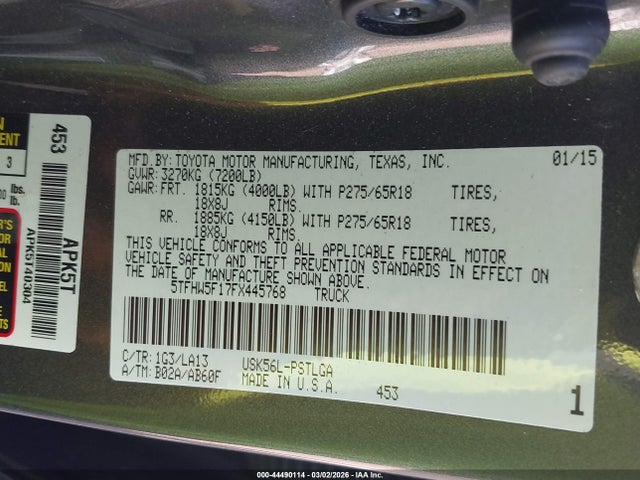 MFD.BY: TOYOTA MOTOR MANUFACTURING, TEXAS, INC. 01/15
GVWR: 3270KG (7200LB)
GAWR: FRT. 1815KG (4000LB) WITH P275/65R18 TIRES,
18X8J RIMS
RR. 1885KG (4150LB) WITH P275/65R18 TIRES,
18X8J RIMS
THIS VEHICLE CONFORMS TO ALL APPLICABLE FEDERAL MOTOR
VEHICLE SAFETY AND THEFT PREVENTION STANDARDS IN EFFECT ON
THE DATE OF MANUFACTURE SHOWN ABOVE.
5TFHW5F17FX445768 TRUCK
C/TR: 1G3/LA13 USK56L-PSTLGA
A/TM: B02A/AB60F MADE IN U.S.A. 453
1
453
APK5T
APK5T40304
3
lbs.
lb.
000-44490114 - 03/02/2026 - IAA Inc.